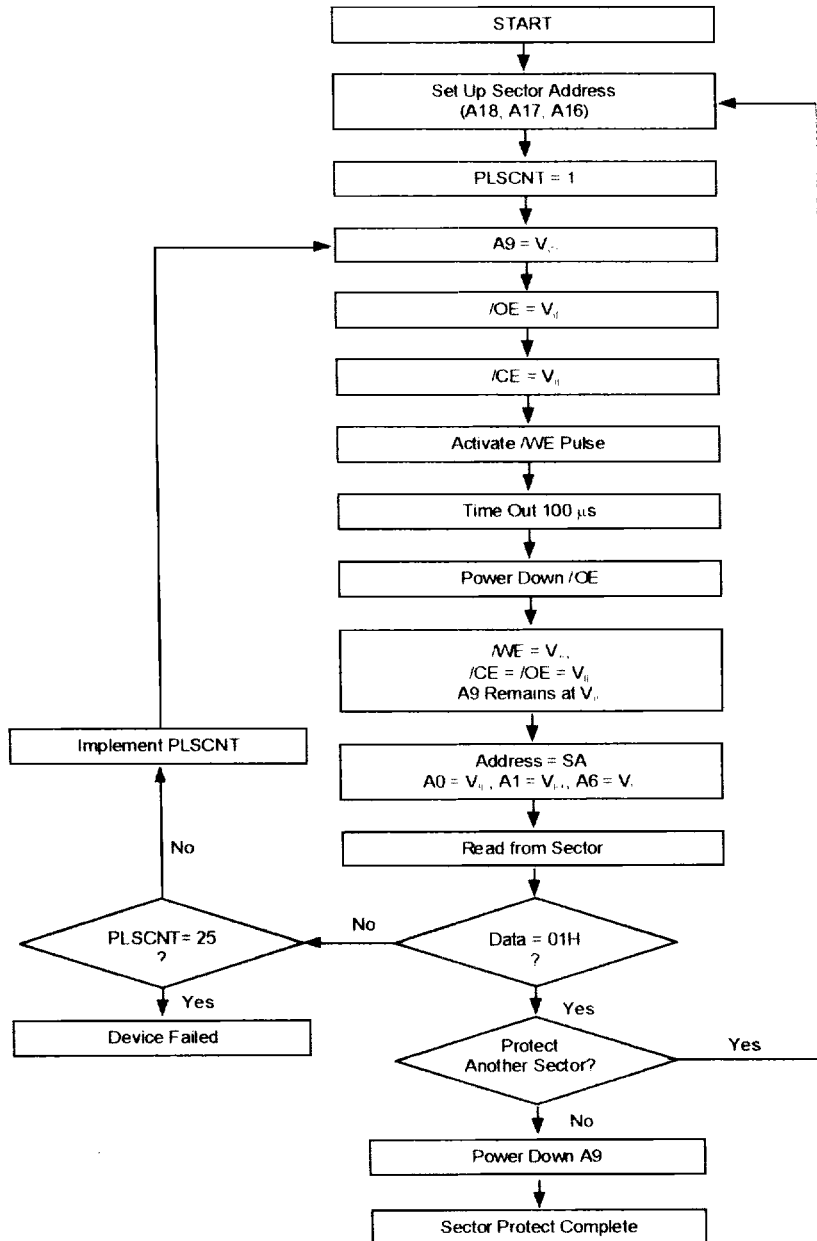 START
Set Up Sector Address
(A18, A17, A16)
PLSCNT = 1
A9 = V
/OE = V
/CE = V
Activate /WE Pulse
Time Out 100 μs
Power Down /OE
/WE = V
/CE = /OE = V
A9 Remains at V
Implement PLSCNT
Address = SA
A0 = V , A1 = V , A6 = V
No
Read from Sector
PLSCNT = 25
?
No
Data = 01H
?
Yes
Yes
Device Failed
Protect
Another Sector?
Yes
No
Power Down A9
Sector Protect Complete